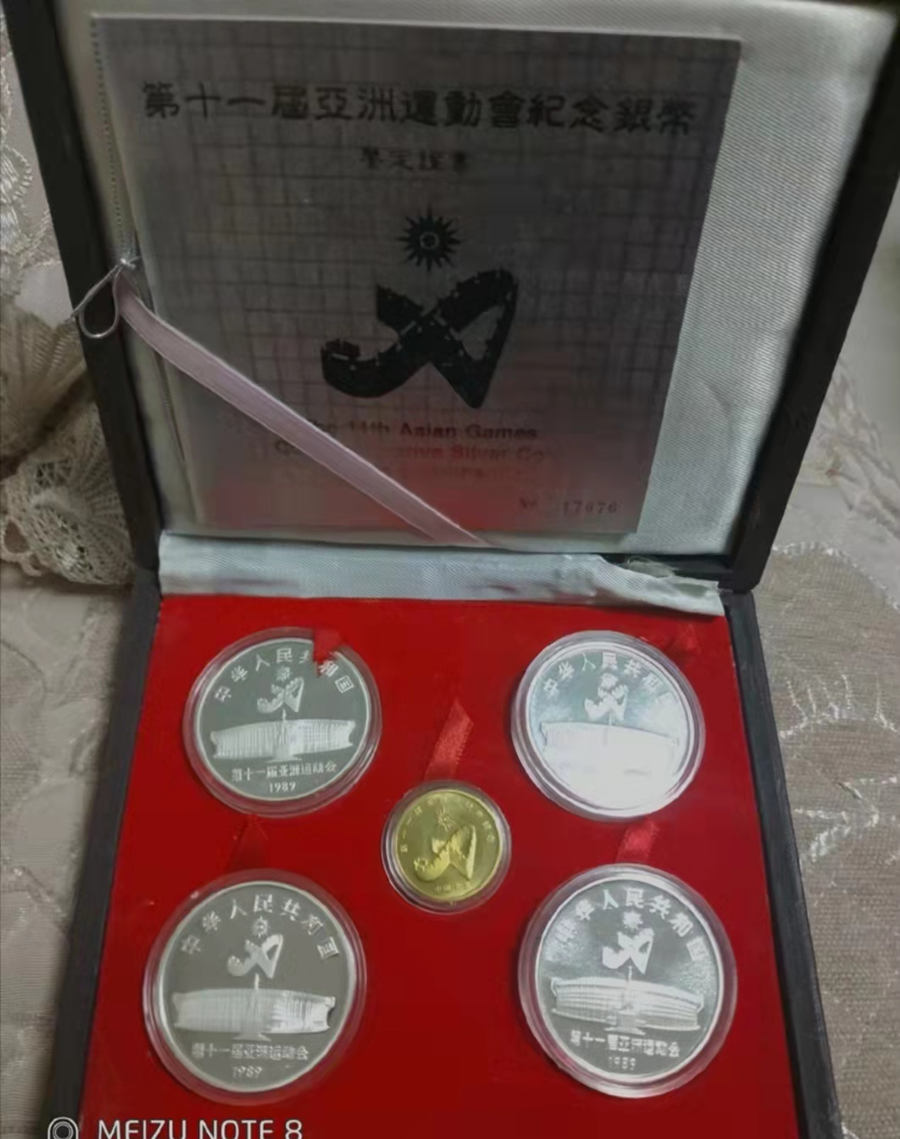 第十一屆亞洲運動會紀念銀幣
鑒定證書
The 11th Asian Games
Silver
Nº 17076
中华人民共和国
第十一届亚洲运动会
1989
中华人民共和国
中华人民共和国
第十一届亚洲运动会
1989
中华人民共和国
第十一届亚洲运动会
1989
MEIZU NOTE 8